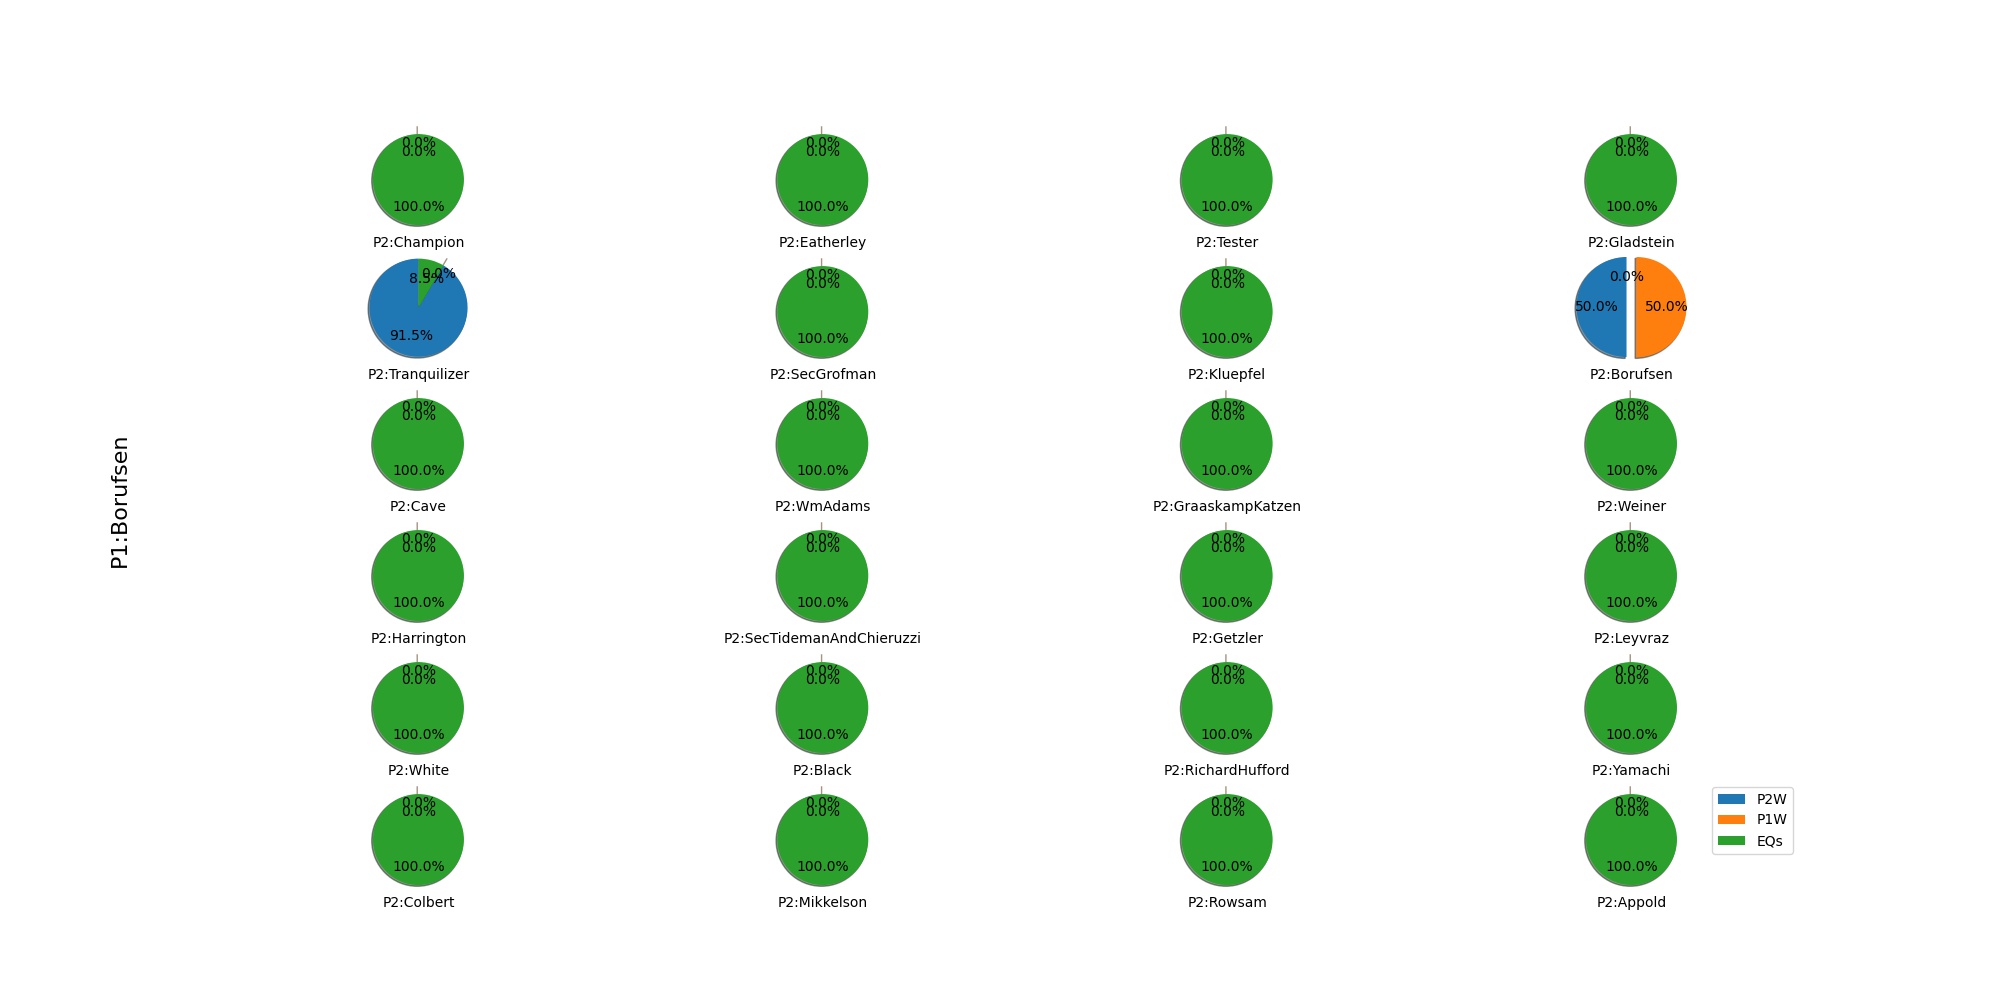 0.0% 0.0% 0.0% 0.0%
0.0% 0.0% 0.0% 0.0%
100.0% 100.0% 100.0% 100.0%
P2:Champion P2:Eatherley P2:Tester P2:Gladstein
0.0% 0.0% 0.0% 0.0%
8.5% 0.0% 0.0%
50.0% 50.0%
91.5% 100.0% 100.0%
P2:Tranquilizer P2:SecGrofman P2:Kluepfel P2:Borufsen
0.0% 0.0% 0.0% 0.0%
0.0% 0.0% 0.0% 0.0%
100.0% 100.0% 100.0% 100.0%
P2:Cave P2:WmAdams P2:GraaskampKatzen P2:Weiner
P1:Borufsen
0.0% 0.0% 0.0% 0.0%
0.0% 0.0% 0.0% 0.0%
100.0% 100.0% 100.0% 100.0%
P2:Harrington P2:SecTidemanAndChieruzzi P2:Getzler P2:Leyvraz
0.0% 0.0% 0.0% 0.0%
0.0% 0.0% 0.0% 0.0%
100.0% 100.0% 100.0% 100.0%
P2:White P2:Black P2:RichardHufford P2:Yamachi
0.0% 0.0% 0.0% 0.0%
0.0% 0.0% 0.0% 0.0%
100.0% 100.0% 100.0% 100.0%
P2:Colbert P2:Mikkelson P2:Rowsam P2:Appold
P2W
P1W
EQs